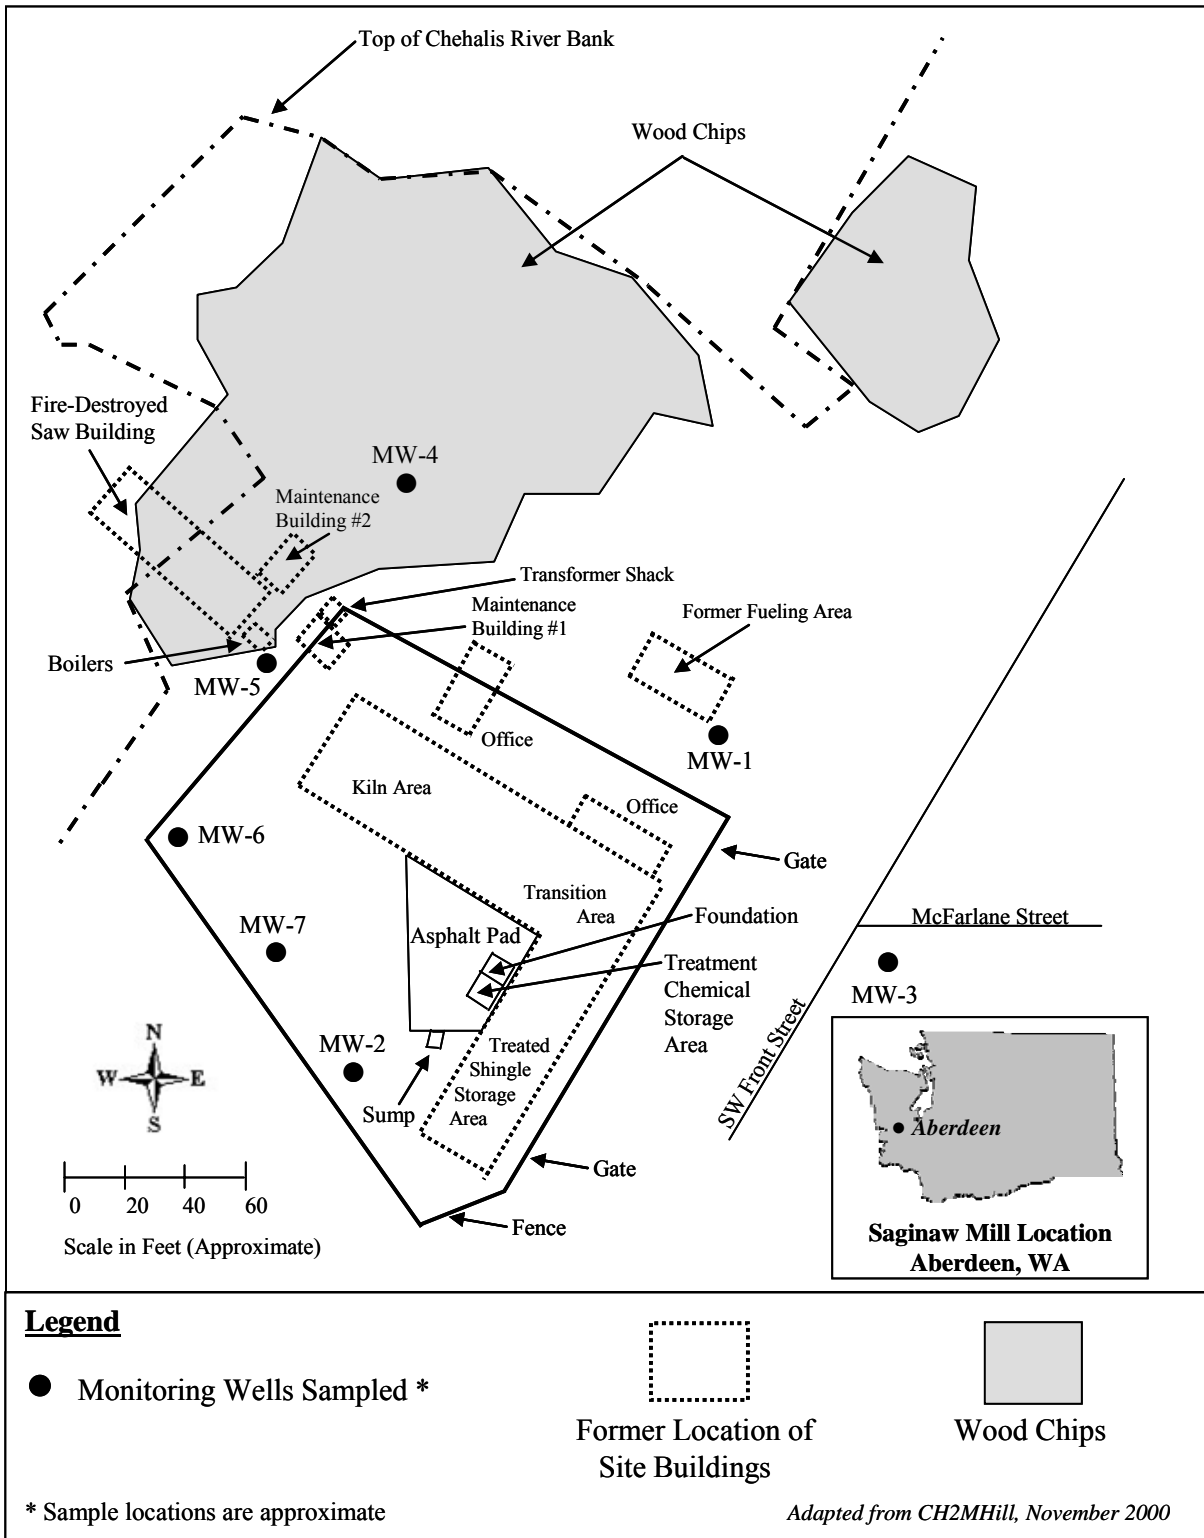 Top of Chehalis River Bank
Wood Chips
Fire-Destroyed
Saw Building
MW-4
Maintenance
Building #2
Transformer Shack
Maintenance
Building #1
Former Fueling Area
Boilers
MW-5
Office
MW-1
Kiln Area
Office
MW-6
Gate
Transition
Area
Foundation
McFarlane Street
Asphalt Pad
MW-7
Treatment
Chemical
Storage
Area
MW-3
SW Front Street
N
W E
S
MW-2
Treated
Shingle
Storage
Area
Sump
Aberdeen
Gate
0 20 40 60
Scale in Feet (Approximate)
Fence
Saginaw Mill Location
Aberdeen, WA
Legend
Monitoring Wells Sampled *
Former Location of
Site Buildings
Wood Chips
* Sample locations are approximate
Adapted from CH2MHill, November 2000